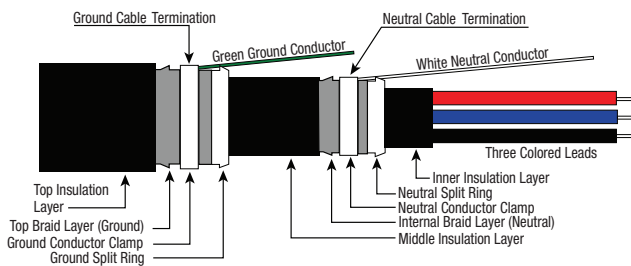 Ground Cable Termination
Neutral Cable Termination
Green Ground Conductor
White Neutral Conductor
Three Colored Leads
Top Insulation
Layer
Top Braid Layer (Ground)
Ground Conductor Clamp
Ground Split Ring
Inner Insulation Layer
Neutral Split Ring
Neutral Conductor Clamp
Internal Braid Layer (Neutral)
Middle Insulation Layer